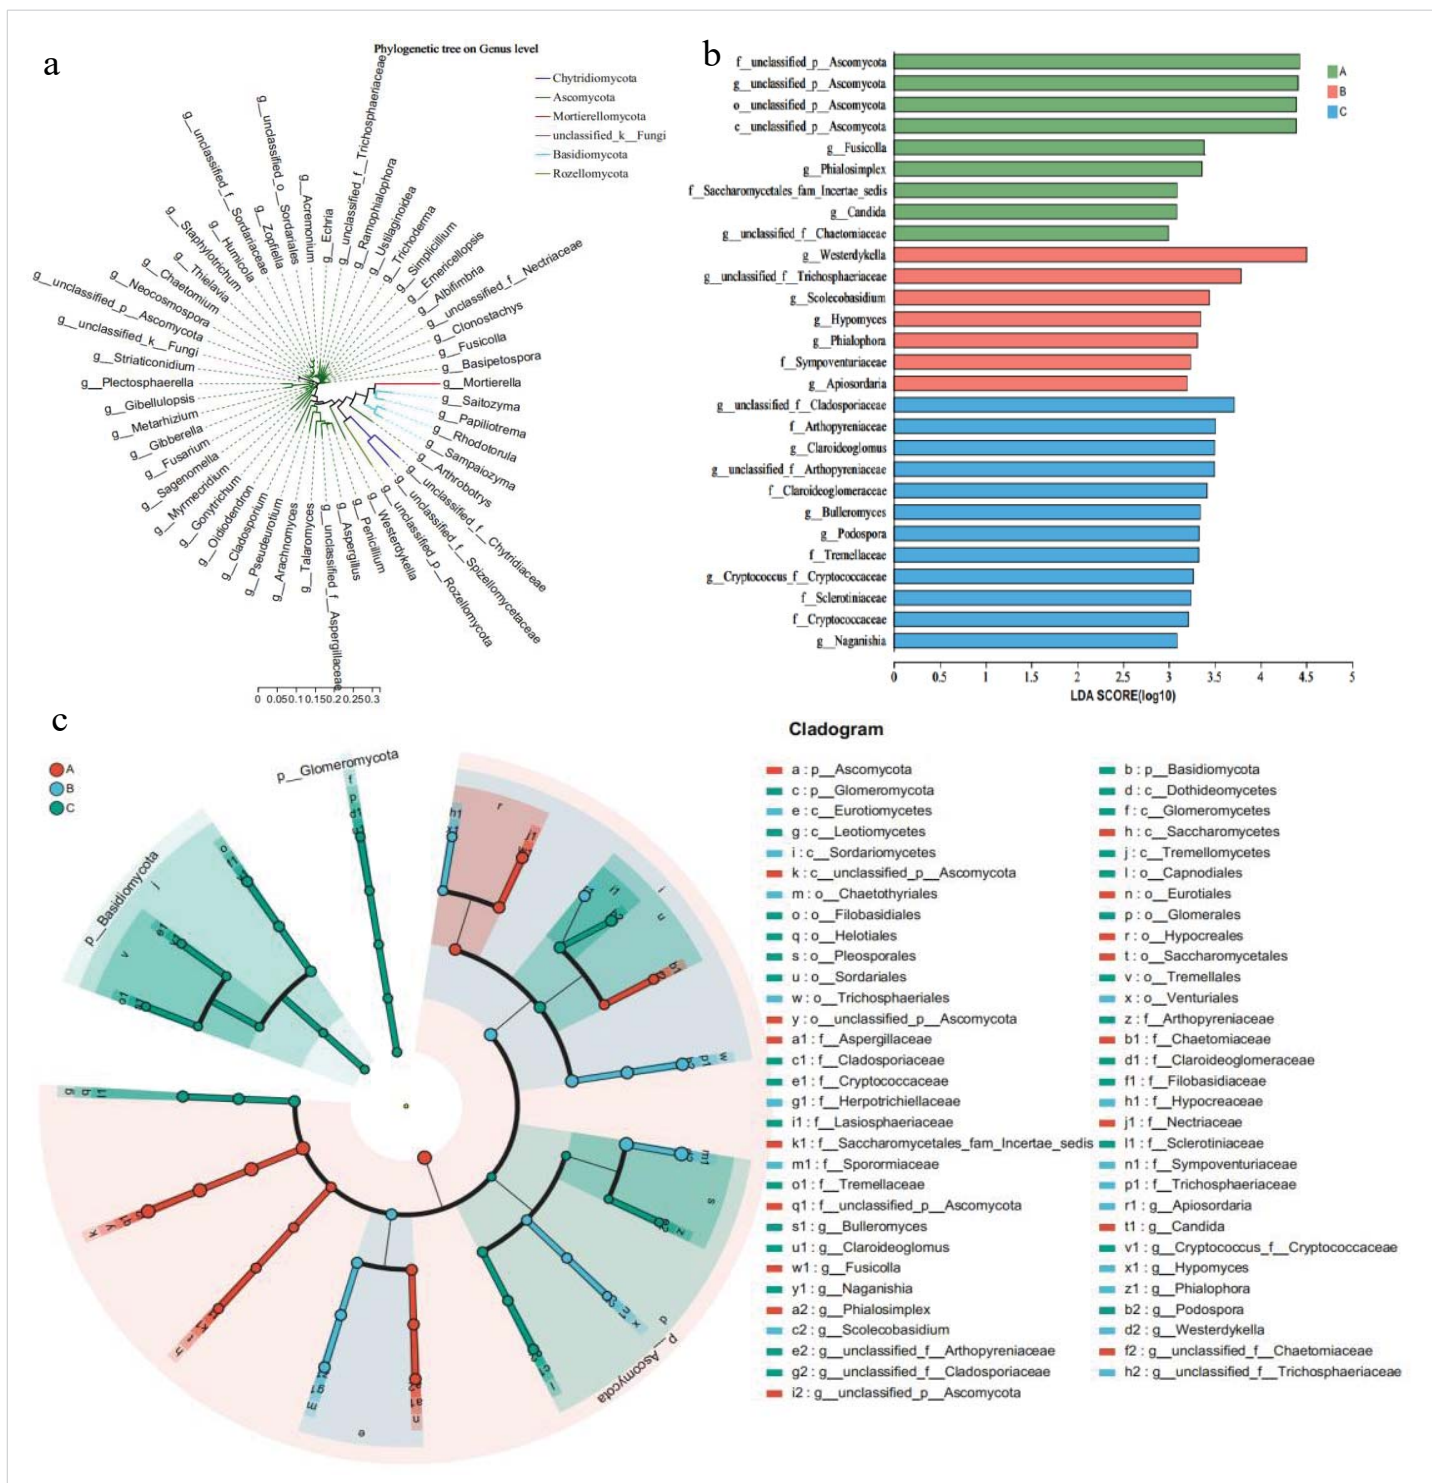 a
Phylogenetic tree on Genus level
Chytridiomycota
Ascomycota
Mortierellomycota
unclassified_k__Fungi
Basidiomycota
Rozellomycota
g__unclassified_f__Trichosphaeriaceae
g__Ramophialophora
g__Ustilaginoidea
g__Trichoderma
g__Simplicillium
g__Emericellopsis
g__Albifimbria
g__unclassified_f__Nectriaceae
g__Clonostachys
g__Fusicolla
g__Basipetospora
g__Mortierella
g__Saitozyma
g__Papiliotrema
g__Rhodotorula
g__Sampaiozyma
g__Arthrobotrys
g__unclassified_f__Chytridiaceae
g__unclassified_f__Spizellomycetaceae
g__unclassified_p__Rozellomycota
g__Westerdykella
g__Penicillium
g__Aspergillus
g__unclassified_f__Aspergillaceae
g__Talaromyces
g__Arachnomyces
g__Pseudeurotium
g__Cladosporium
g__Oidiodendron
g__Gonytrichum
g__Myrmecridium
g__Sagenomella
g__Fusarium
g__Gibberella
g__Metarhizium
g__Gibellulopsis
g__Plectosphaerella
g__Striaticonidium
g__unclassified_k__Fungi
g__unclassified_p__Ascomycota
g__Neocosmospora
g__Chaetomium
g__Thielavia
g__Staphylotrichum
g__Humicola
g__unclassified_f__Sordariaceae
g__Zopfiella
g__unclassified_o__Sordariales
g__Acremonium
g__Echria
0 0.05 0.1 0.15 0.2 0.25 0.3
b
f__unclassified_p__Ascomycota
g__unclassified_p__Ascomycota
o__unclassified_p__Ascomycota
c__unclassified_p__Ascomycota
g__Fusicolla
g__Phialosimplex
f__Saccharomycetales_fam_Incertae_sedis
g__Candida
g__unclassified_f__Chaetomiaceae
g__Westerdykella
g__unclassified_f__Trichosphaeriaceae
g__Scolecobasidium
g__Hypomyces
g__Phialophora
f__Sympoventuriaceae
g__Apiosordaria
g__unclassified_f__Cladosporiaceae
f__Arthopyreniaceae
g__Claroideoglomus
g__unclassified_f__Arthopyreniaceae
f__Claroideoglomeraceae
g__Bulleromyces
g__Podospora
f__Tremellaceae
g__Cryptococcus_f__Cryptococcaceae
f__Sclerotiniaceae
f__Cryptococcaceae
g__Naganishia
A
B
C
0 0.5 1 1.5 2 2.5 3 3.5 4 4.5 5
LDA SCORE(log10)
c
A
B
C
p__Glomeromycota
p__Basidiomycota
p__Ascomycota
Cladogram
a : p__Ascomycota
c : p__Glomeromycota
e : c__Eurotiomycetes
g : c__Leotiomycetes
i : c__Sordariomycetes
k : c__unclassified_p__Ascomycota
m : o__Chaetothyriales
o : o__Filobasidiales
q : o__Helotiales
s : o__Pleosporales
u : o__Sordariales
w : o__Trichosphaeriales
y : o__unclassified_p__Ascomycota
a1 : f__Aspergillaceae
c1 : f__Cladosporiaceae
e1 : f__Cryptococcaceae
g1 : f__Herpotrichiellaceae
i1 : f__Lasiosphaeriaceae
k1 : f__Saccharomycetales_fam_Incertae_sedis
m1 : f__Sporormiaceae
o1 : f__Tremellaceae
q1 : f__unclassified_p__Ascomycota
s1 : g__Bulleromyces
u1 : g__Claroideoglomus
w1 : g__Fusicolla
y1 : g__Naganishia
a2 : g__Phialosimplex
c2 : g__Scolecobasidium
e2 : g__unclassified_f__Arthopyreniaceae
g2 : g__unclassified_f__Cladosporiaceae
i2 : g__unclassified_p__Ascomycota
b : p__Basidiomycota
d : c__Dothideomycetes
f : c__Glomeromycetes
h : c__Saccharomycetes
j : c__Tremellomycetes
l : o__Capnodiales
n : o__Eurotiales
p : o__Glomerales
r : o__Hypocreales
t : o__Saccharomycetales
v : o__Tremellales
x : o__Venturiales
z : f__Arthopyreniaceae
b1 : f__Chaetomiaceae
d1 : f__Claroideoglomeraceae
f1 : f__Filobasidiaceae
h1 : f__Hypocreaceae
j1 : f__Nectriaceae
l1 : f__Sclerotiniaceae
n1 : f__Sympoventuriaceae
p1 : f__Trichosphaeriaceae
r1 : g__Apiosordaria
t1 : g__Candida
v1 : g__Cryptococcus_f__Cryptococcaceae
x1 : g__Hypomyces
z1 : g__Phialophora
b2 : g__Podospora
d2 : g__Westerdykella
f2 : g__unclassified_f__Chaetomiaceae
h2 : g__unclassified_f__Trichosphaeriaceae